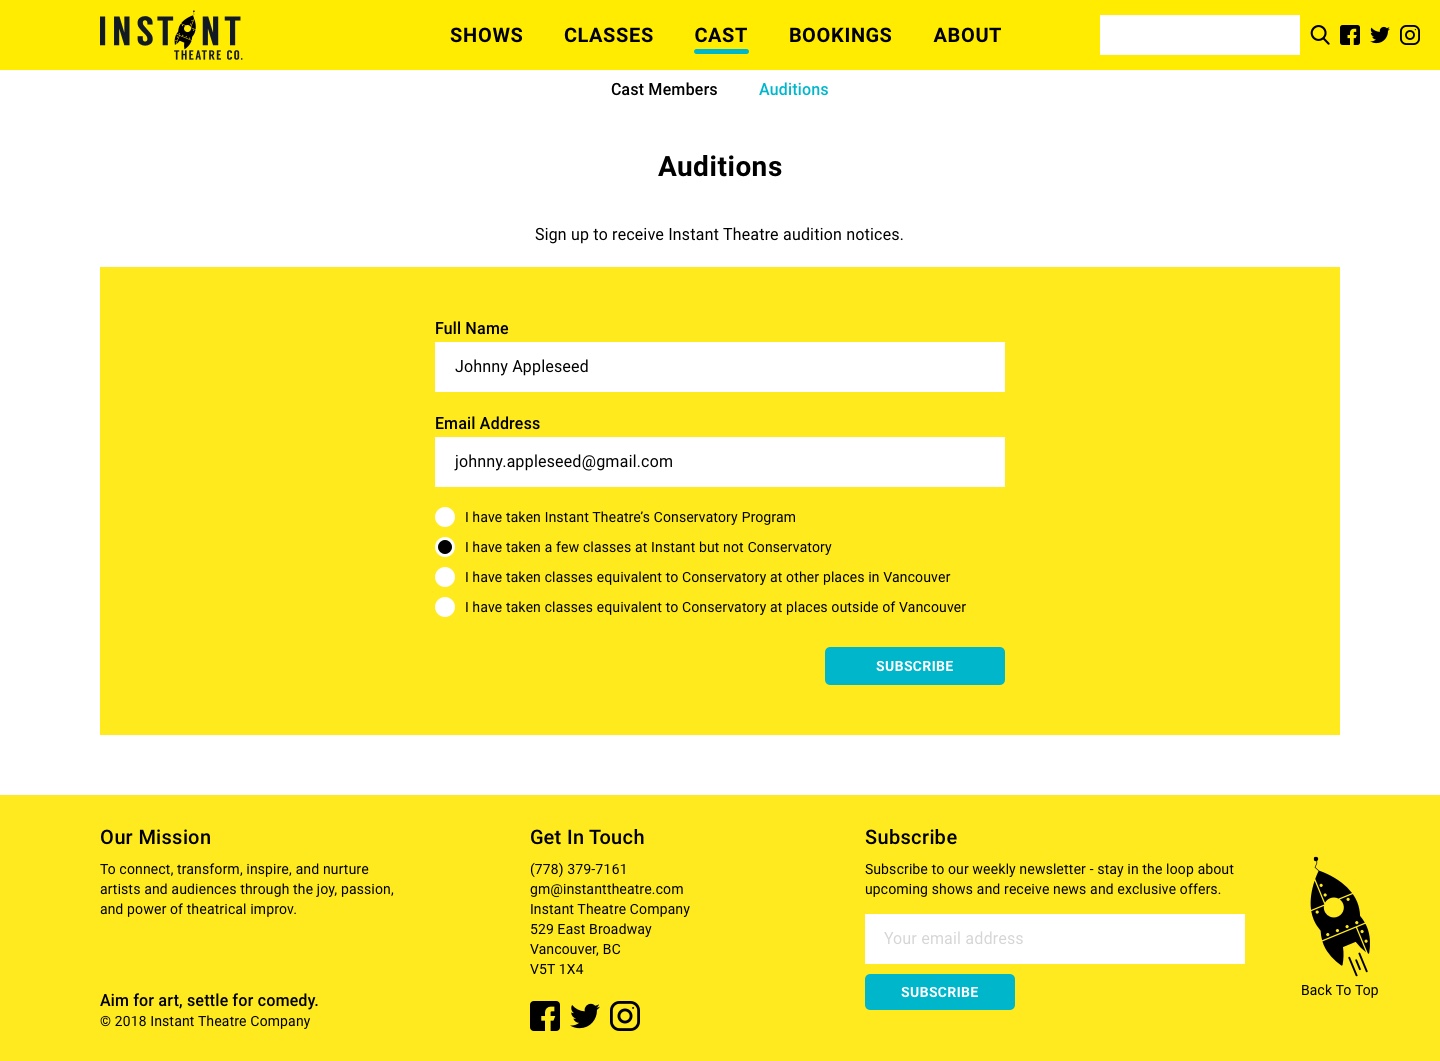 INSTANT
THEATRE CO.
SHOWS
CLASSES
CAST
BOOKINGS
ABOUT
Cast Members
Auditions
Auditions
Sign up to receive Instant Theatre audition notices.
Full Name
Johnny Appleseed
Email Address
johnny.appleseed@gmail.com
I have taken Instant Theatre's Conservatory Program
I have taken a few classes at Instant but not Conservatory
I have taken classes equivalent to Conservatory at other places in Vancouver
I have taken classes equivalent to Conservatory at places outside of Vancouver
SUBSCRIBE
Our Mission
To connect, transform, inspire, and nurture
artists and audiences through the joy, passion,
and power of theatrical improv.
Aim for art, settle for comedy.
© 2018 Instant Theatre Company
Get In Touch
(778) 379-7161
gm@instanttheatre.com
Instant Theatre Company
529 East Broadway
Vancouver, BC
V5T 1X4
Subscribe
Subscribe to our weekly newsletter - stay in the loop about
upcoming shows and receive news and exclusive offers.
Your email address
SUBSCRIBE
Back To Top